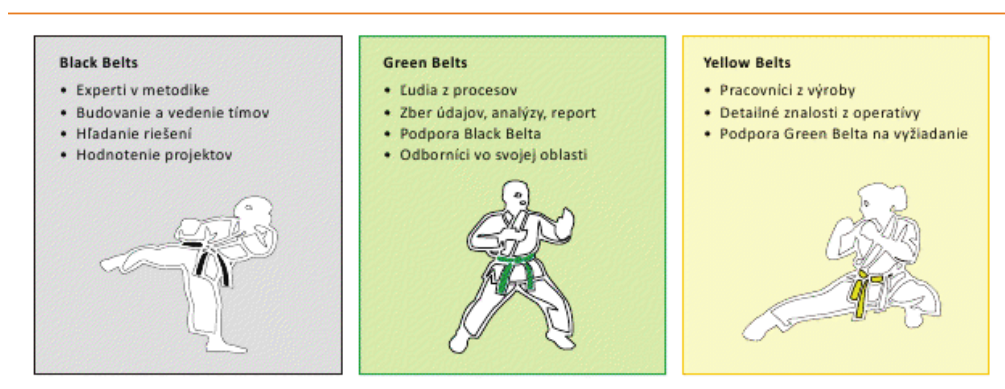 Black Belts
• Experti v metodike
• Budovanie a vedenie tímov
• Hľadanie riešení
• Hodnotenie projektov
Green Belts
• Ľudia z procesov
• Zber údajov, analýzy, report
• Podpora Black Belta
• Odborníci vo svojej oblasti
Yellow Belts
• Pracovníci z výroby
• Detailné znalosti z operatívy
• Podpora Green Belta na vyžiadanie